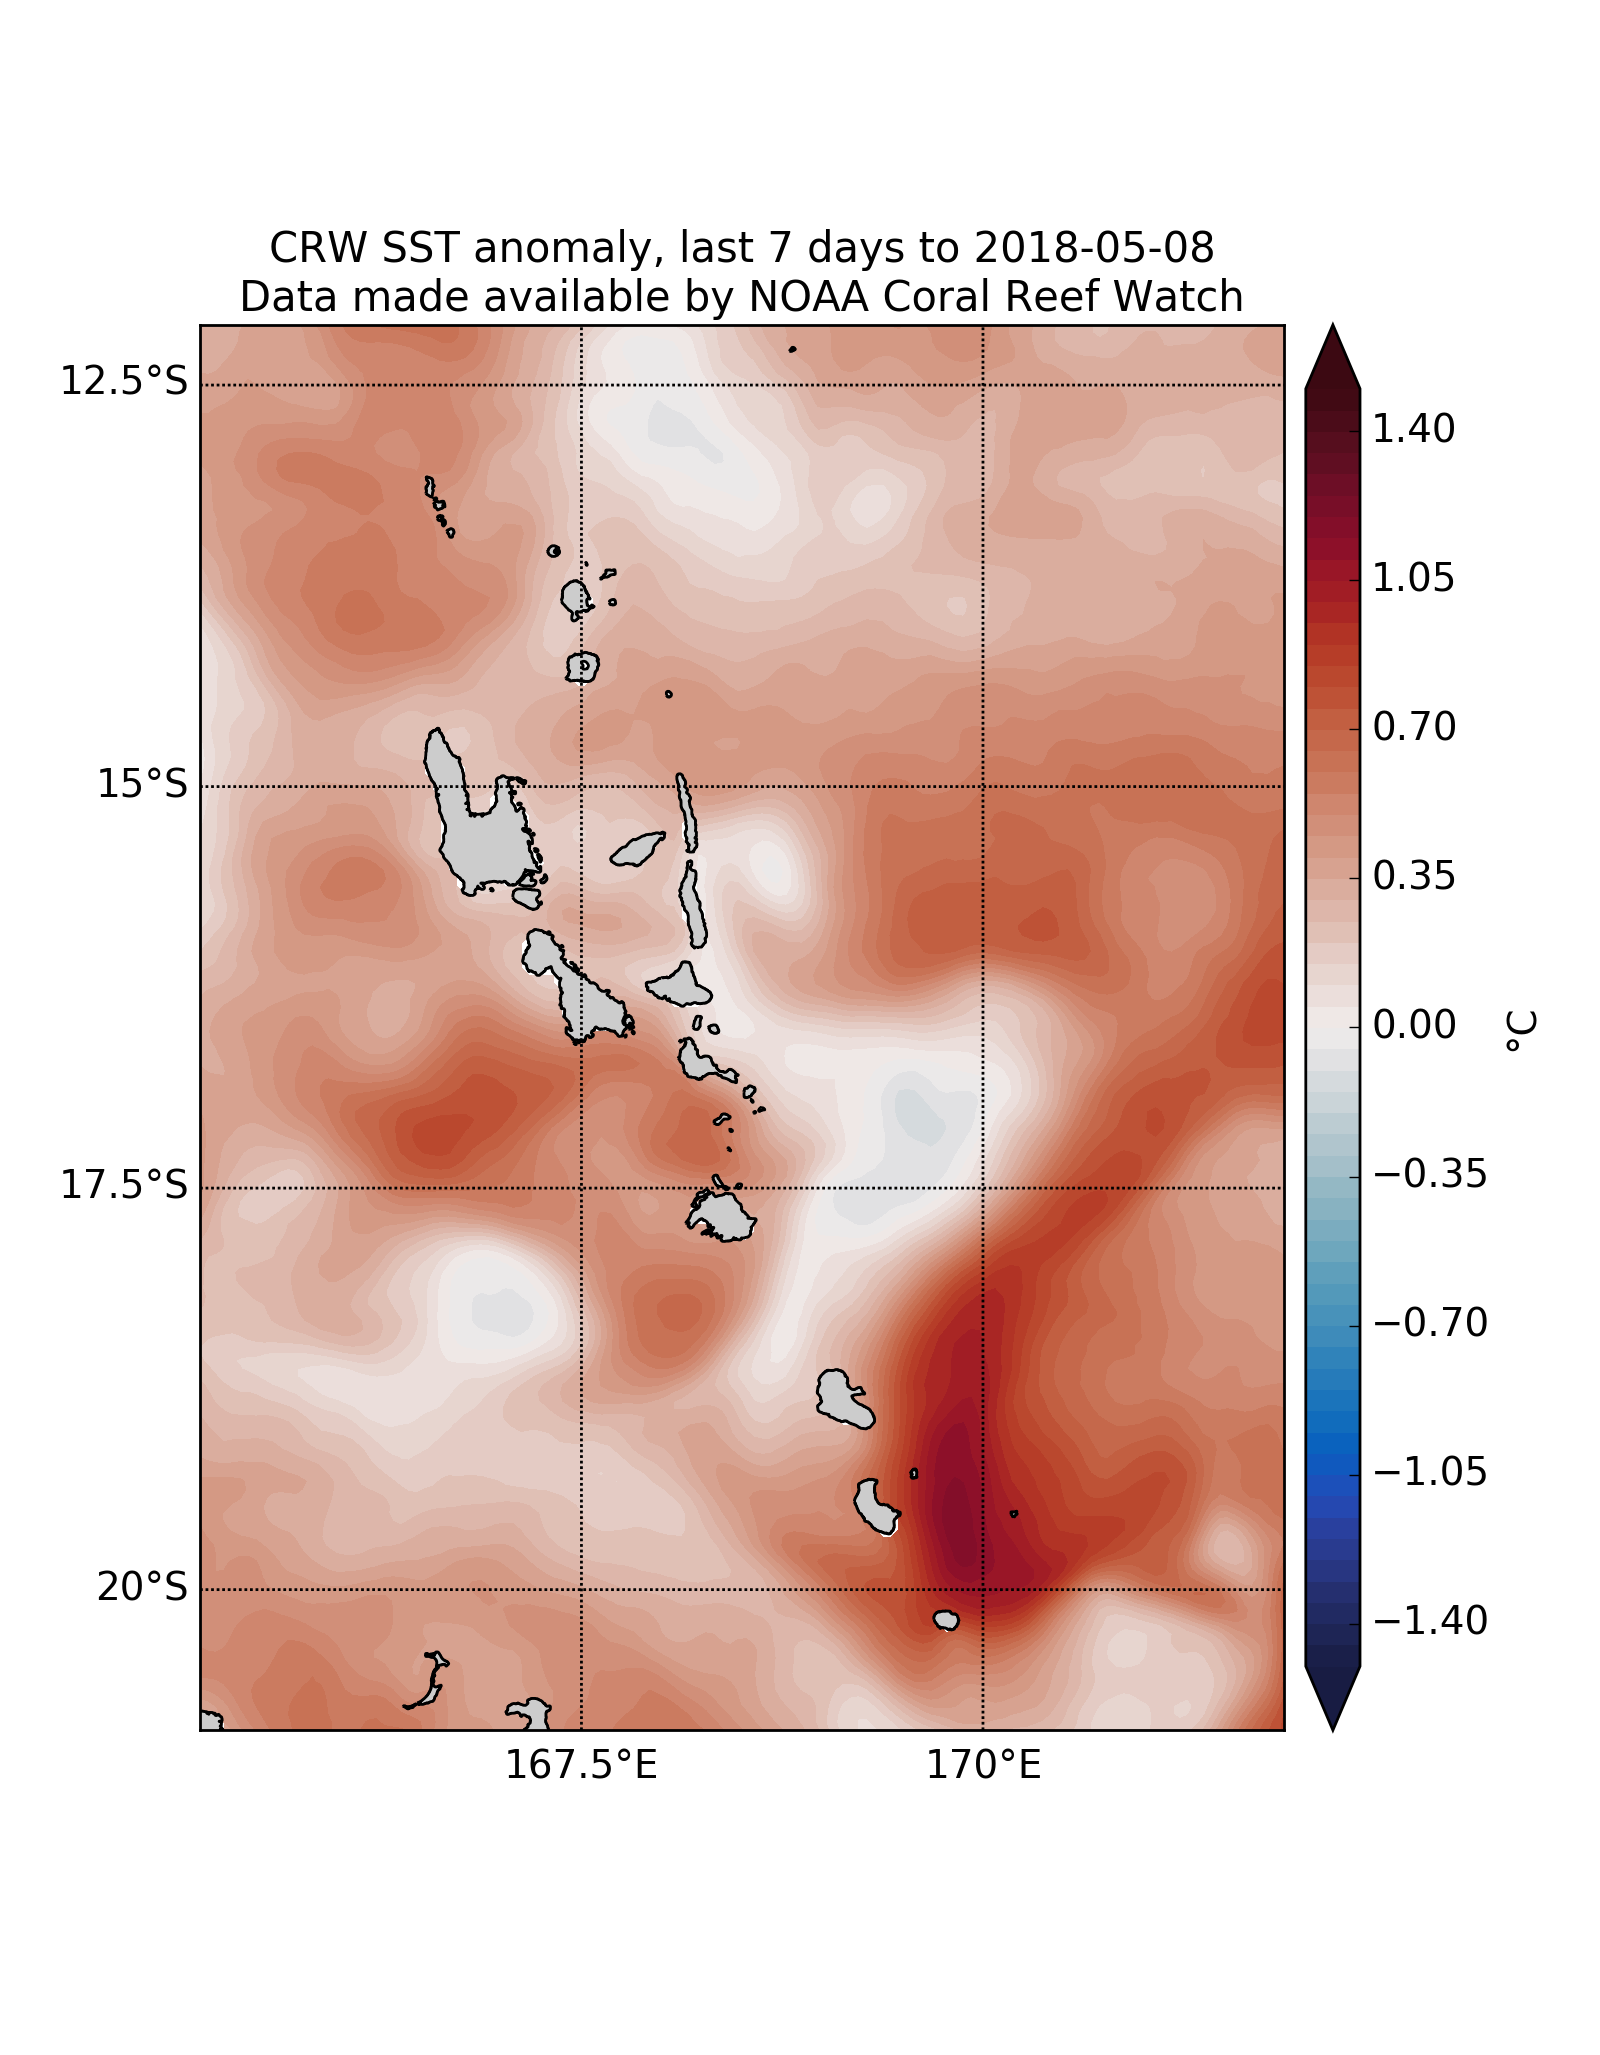 CRW SST anomaly, last 7 days to 2018-05-08
Data made available by NOAA Coral Reef Watch
12.5°S
15°S
17.5°S
20°S
167.5°E
170°E
1.40
1.05
0.70
0.35
0.00
−0.35
−0.70
−1.05
−1.40
°C